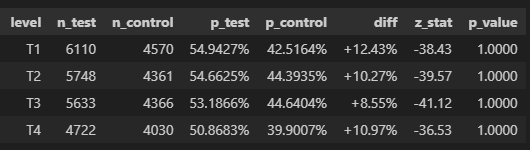 level n_test n_control p_test p_control diff z_stat p_value
T1 6110 4570 54.9427% 42.5164% +12.43% -38.43 1.0000
T2 5748 4361 54.6625% 44.3935% +10.27% -39.57 1.0000
T3 5633 4366 53.1866% 44.6404% +8.55% -41.12 1.0000
T4 4722 4030 50.8683% 39.9007% +10.97% -36.53 1.0000